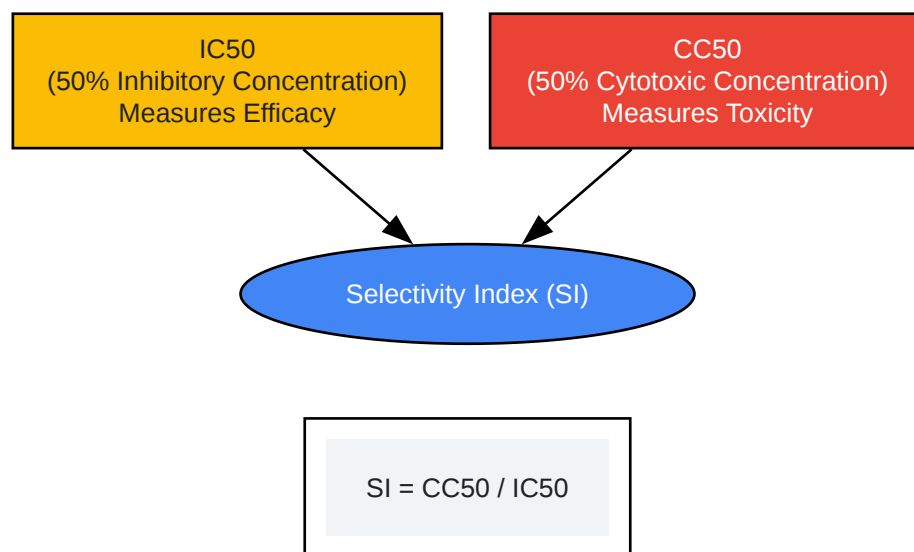 IC50
(50% Inhibitory Concentration)
Measures Efficacy
CC50
(50% Cytotoxic Concentration)
Measures Toxicity
Selectivity Index (SI)
SI = CC50 / IC50